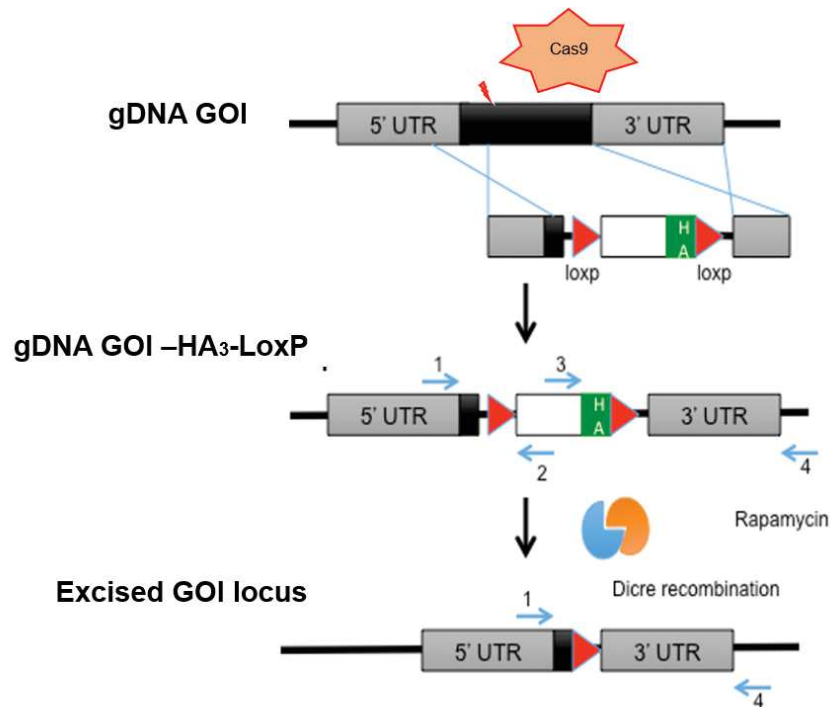 Cas9
gDNA GOI
5' UTR
3' UTR
H
A
loxp
loxp
gDNA GOI –HA₃-LoxP
.
1
3
5' UTR
H
A
3' UTR
2
4
Rapamycin
Dicre recombination
Excised GOI locus
1
5' UTR
3' UTR
4